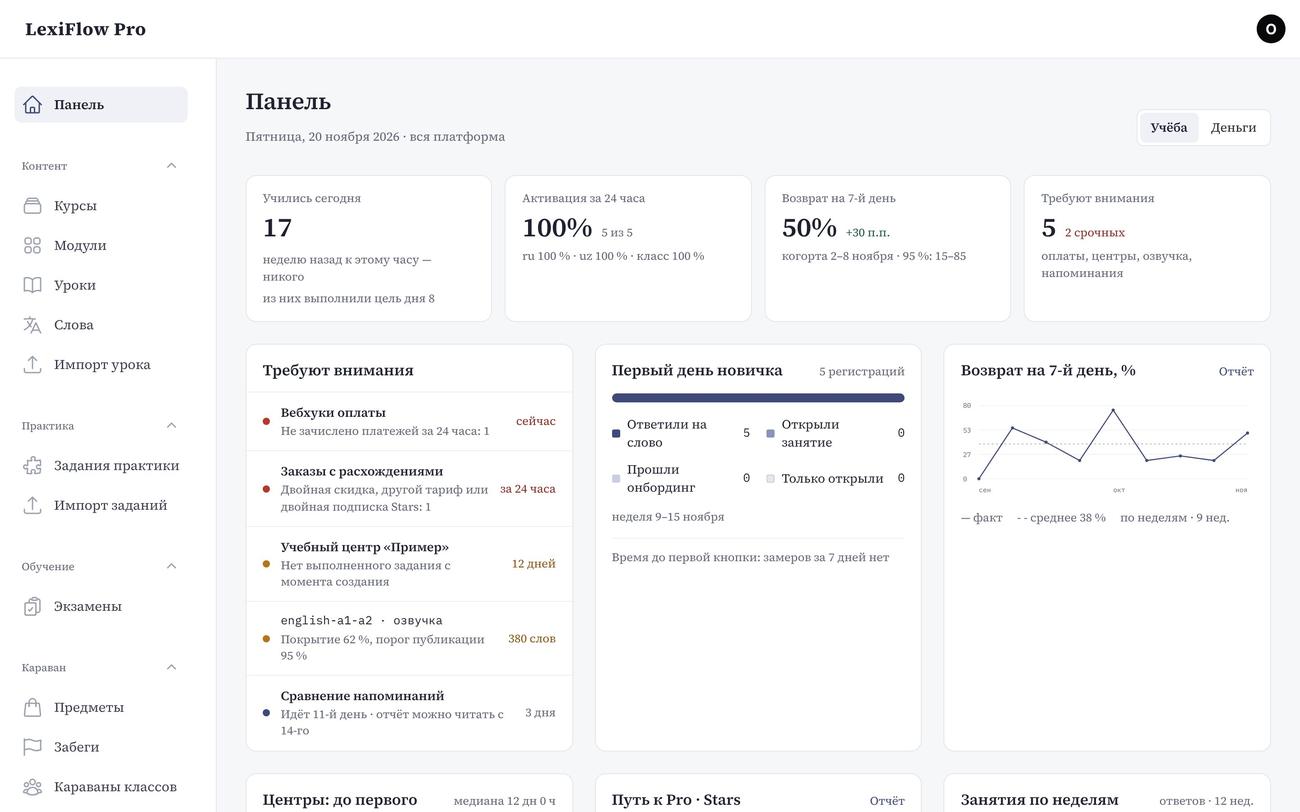 LexiFlow Pro
O
Панель
Контент
Курсы
Модули
Уроки
Слова
Импорт урока
Практика
Задания практики
Импорт заданий
Обучение
Экзамены
Караван
Предметы
Забеги
Караваны классов
Панель
Пятница, 20 ноября 2026 · вся платформа
Учёба Деньги
Учились сегодня
17
неделю назад к этому часу —
никого
из них выполнили цель дня 8
Активация за 24 часа
100% 5 из 5
ru 100 % · uz 100 % · класс 100 %
Возврат на 7-й день
50% +30 п.п.
когорта 2–8 ноября · 95 %: 15–85
Требуют внимания
5 2 срочных
оплаты, центры, озвучка,
напоминания
Требуют внимания
Вебхуки оплаты
Не зачислено платежей за 24 часа: 1
сейчас
Заказы с расхождениями
Двойная скидка, другой тариф или
двойная подписка Stars: 1
за 24 часа
Учебный центр «Пример»
Нет выполненного задания с
момента создания
12 дней
english-a1-a2 · озвучка
Покрытие 62 %, порог публикации
95 %
380 слов
Сравнение напоминаний
Идёт 11-й день · отчёт можно читать с
14-го
3 дня
Первый день новичка 5 регистраций
Ответили на
слово
5
Открыли
занятие
0
Прошли
онбординг
0
Только открыли 0
неделя 9–15 ноября
Время до первой кнопки: замеров за 7 дней нет
Возврат на 7-й день, % Отчёт
80
53
27
0
сен окт ноя
— факт - - среднее 38 % по неделям · 9 нед.
Центры: до первого медиана 12 дн 0 ч
Путь к Pro · Stars Отчёт
Занятия по неделям ответов · 12 нед.